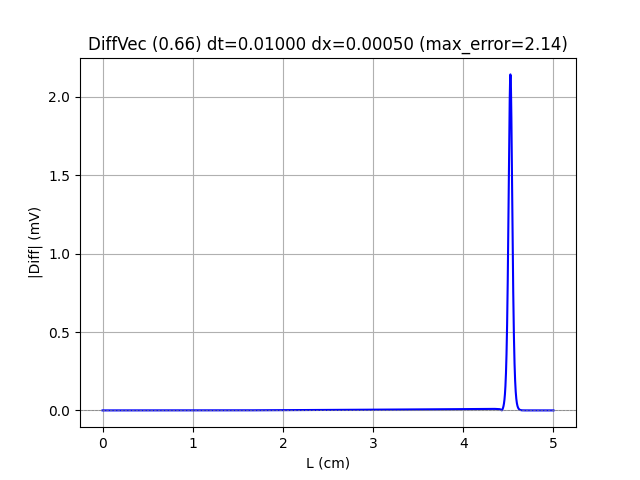 DiffVec (0.66) dt=0.01000 dx=0.00050 (max_error=2.14)
2.0
1.5
1.0
0.5
0.0
|Diff| (mV)
0 1 2 3 4 5
L (cm)